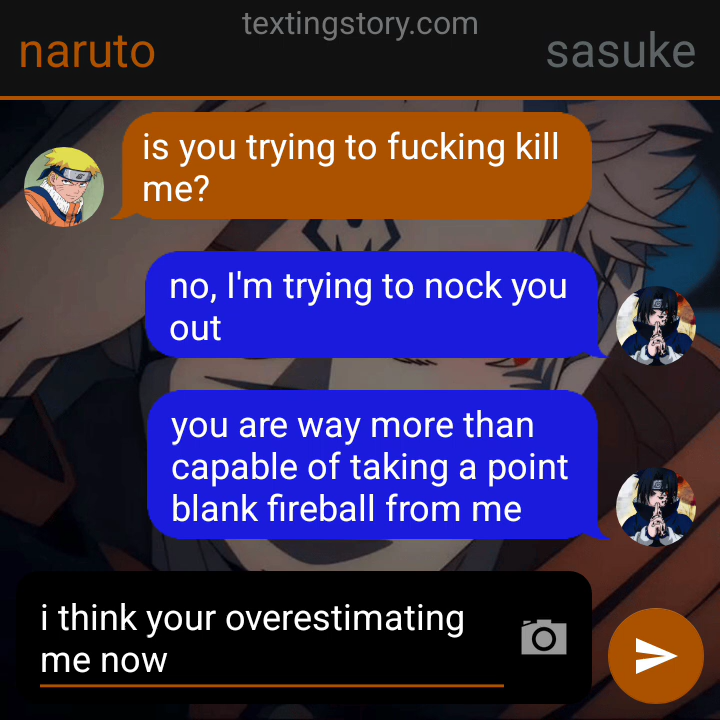 textingstory.com
naruto
sasuke
is you trying to fucking kill
me?
no, I'm trying to nock you
out
you are way more than
capable of taking a point
blank fireball from me
i think your overestimating
me now